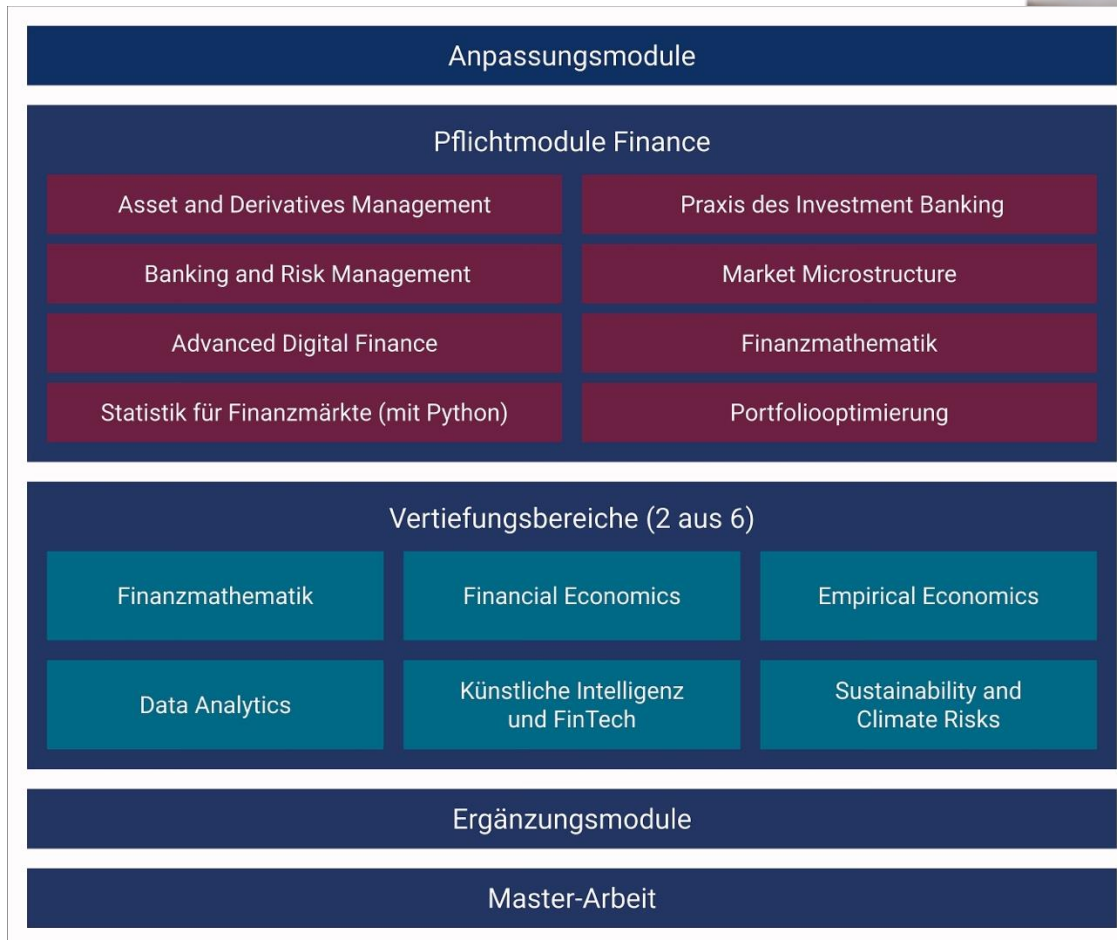 Anpassungsmodule
Pflichtmodule Finance
Asset and Derivatives Management
Praxis des Investment Banking
Banking and Risk Management
Market Microstructure
Advanced Digital Finance
Finanzmathematik
Statistik für Finanzmärkte (mit Python)
Portfoliooptimierung
Vertiefungsbereiche (2 aus 6)
Finanzmathematik
Financial Economics
Empirical Economics
Data Analytics
Künstliche Intelligenz
und FinTech
Sustainability and
Climate Risks
Ergänzungsmodule
Master-Arbeit